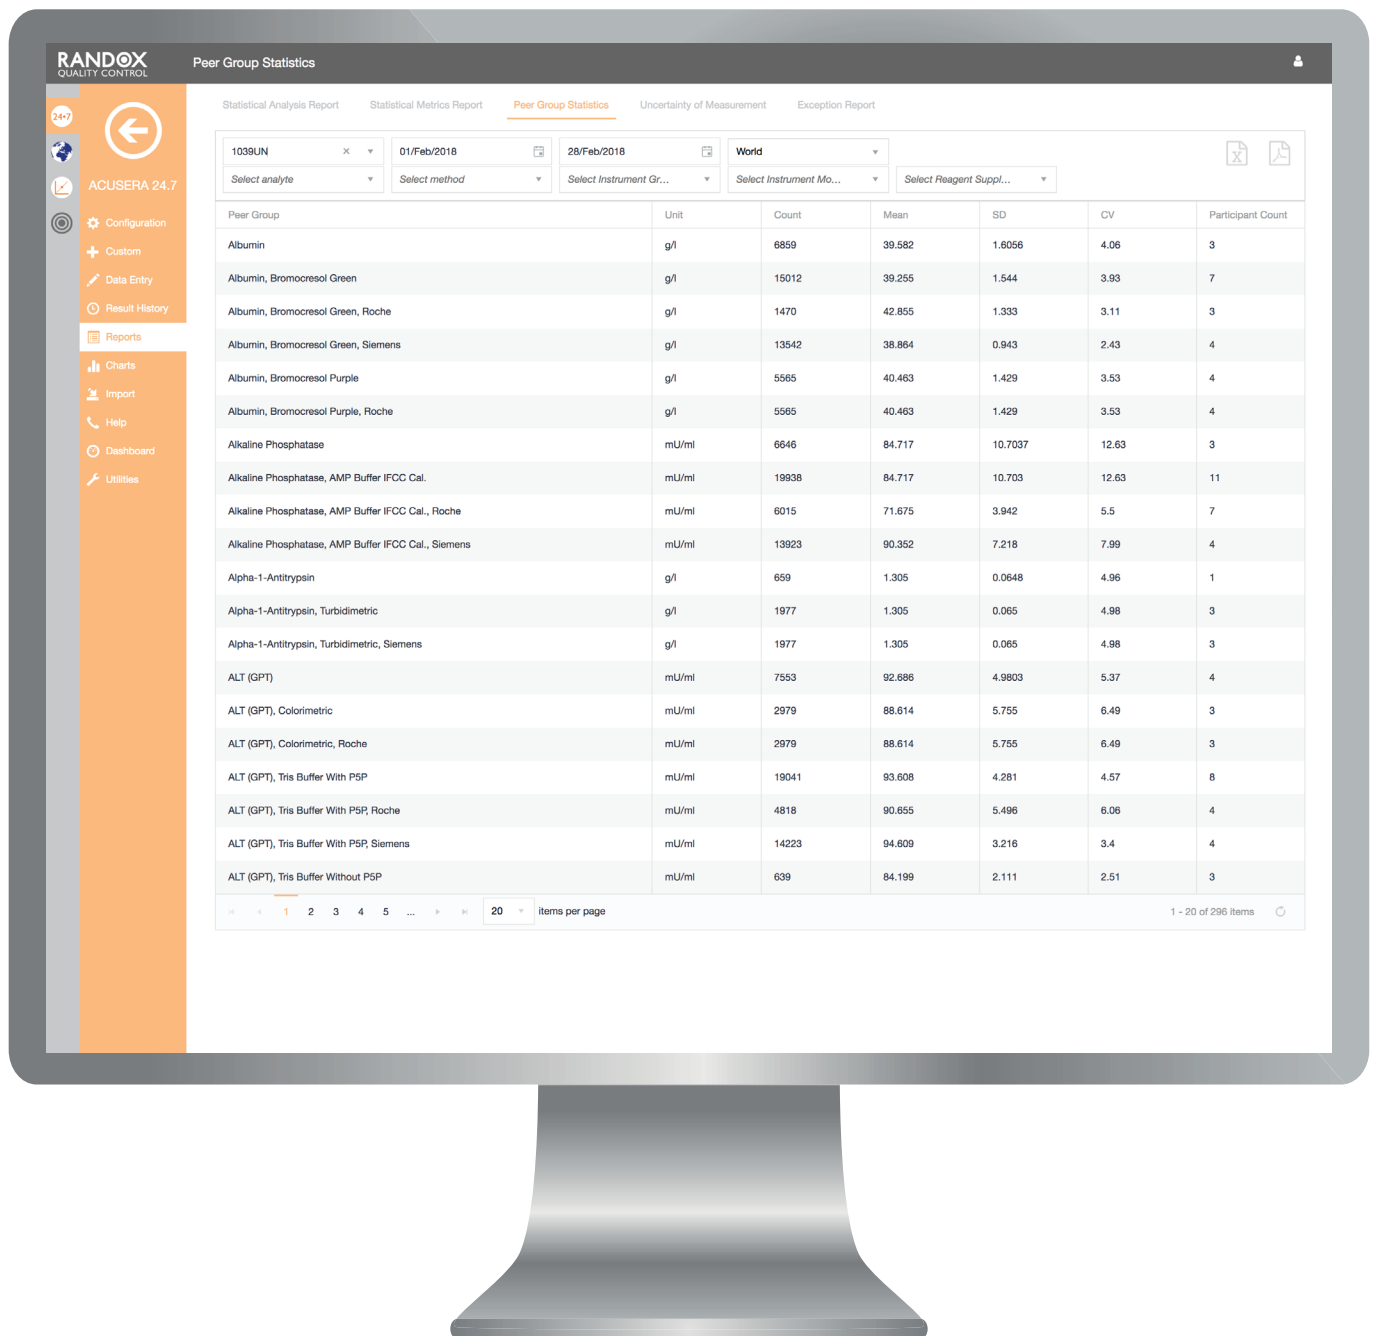 RANDOX
QUALITY CONTROL
Peer Group Statistics
24•7
ACUSERA 24.7
Configuration
Custom
Data Entry
Result History
Reports
Charts
Import
Help
Dashboard
Utilities
Statistical Analysis Report Statistical Metrics Report Peer Group Statistics Uncertainty of Measurement Exception Report
1039UN × 01/Feb/2018 28/Feb/2018 World
Select analyte Select method Select Instrument Gr... Select Instrument Mo... Select Reagent Suppl...
Peer Group Unit Count Mean SD CV Participant Count
Albumin g/l 6859 39.582 1.6056 4.06 3
Albumin, Bromocresol Green g/l 15012 39.255 1.544 3.93 7
Albumin, Bromocresol Green, Roche g/l 1470 42.855 1.333 3.11 3
Albumin, Bromocresol Green, Siemens g/l 13542 38.864 0.943 2.43 4
Albumin, Bromocresol Purple g/l 5565 40.463 1.429 3.53 4
Albumin, Bromocresol Purple, Roche g/l 5565 40.463 1.429 3.53 4
Alkaline Phosphatase mU/ml 6646 84.717 10.7037 12.63 3
Alkaline Phosphatase, AMP Buffer IFCC Cal. mU/ml 19938 84.717 10.703 12.63 11
Alkaline Phosphatase, AMP Buffer IFCC Cal., Roche mU/ml 6015 71.675 3.942 5.5 7
Alkaline Phosphatase, AMP Buffer IFCC Cal., Siemens mU/ml 13923 90.352 7.218 7.99 4
Alpha-1-Antitrypsin g/l 659 1.305 0.0648 4.96 1
Alpha-1-Antitrypsin, Turbidimetric g/l 1977 1.305 0.065 4.98 3
Alpha-1-Antitrypsin, Turbidimetric, Siemens g/l 1977 1.305 0.065 4.98 3
ALT (GPT) mU/ml 7553 92.686 4.9803 5.37 4
ALT (GPT), Colorimetric mU/ml 2979 88.614 5.755 6.49 3
ALT (GPT), Colorimetric, Roche mU/ml 2979 88.614 5.755 6.49 3
ALT (GPT), Tris Buffer With P5P mU/ml 19041 93.608 4.281 4.57 8
ALT (GPT), Tris Buffer With P5P, Roche mU/ml 4818 90.655 5.496 6.06 4
ALT (GPT), Tris Buffer With P5P, Siemens mU/ml 14223 94.609 3.216 3.4 4
ALT (GPT), Tris Buffer Without P5P mU/ml 639 84.199 2.111 2.51 3
1 2 3 4 5 ... 20 items per page 1 - 20 of 296 items